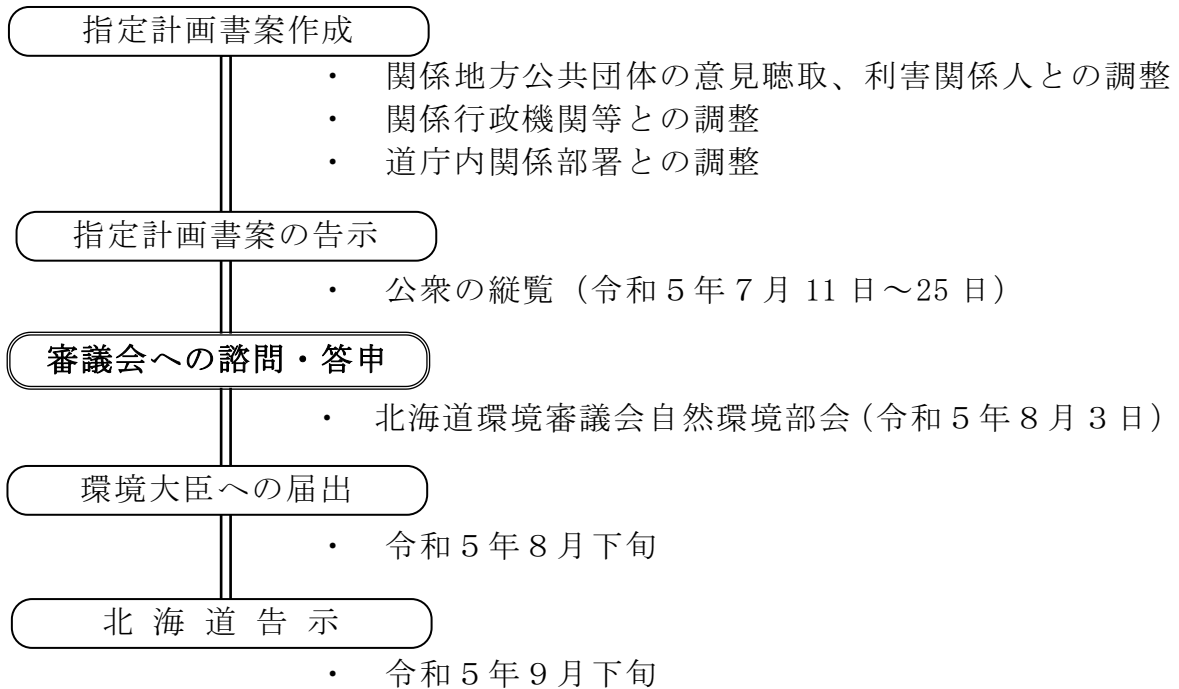 指定計画書案作成
・　関係地方公共団体の意見聴取、利害関係人との調整
・　関係行政機関等との調整
・　道庁内関係部署との調整
指定計画書案の告示
・　公衆の縦覧（令和５年７月 11 日～25 日）
審議会への諮問・答申
・　北海道環境審議会自然環境部会（令和５年８月３日）
環境大臣への届出
・　令和５年８月下旬
北 海 道 告 示
・　令和５年９月下旬